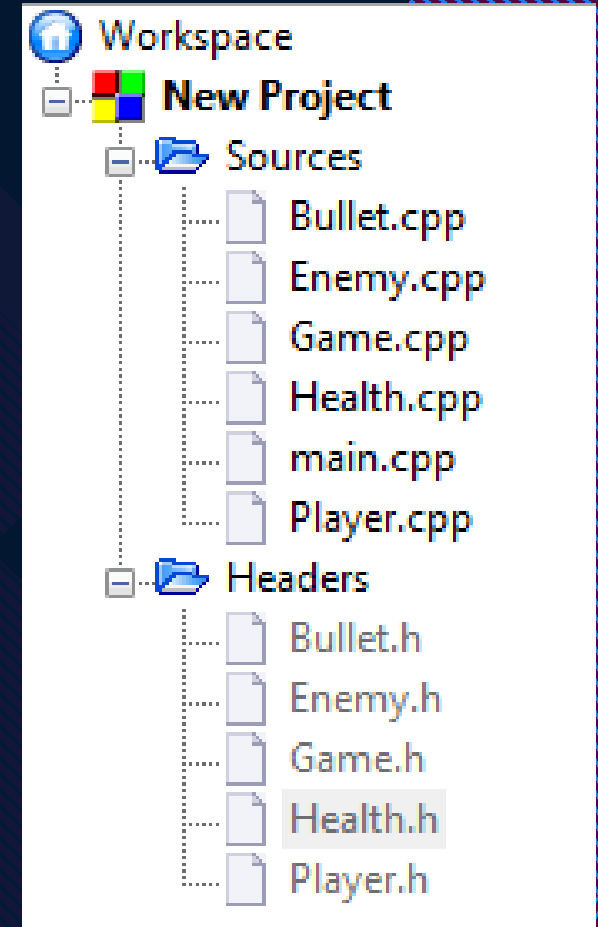 Workspace
New Project
Sources
Bullet.cpp
Enemy.cpp
Game.cpp
Health.cpp
main.cpp
Player.cpp
Headers
Bullet.h
Enemy.h
Game.h
Health.h
Player.h